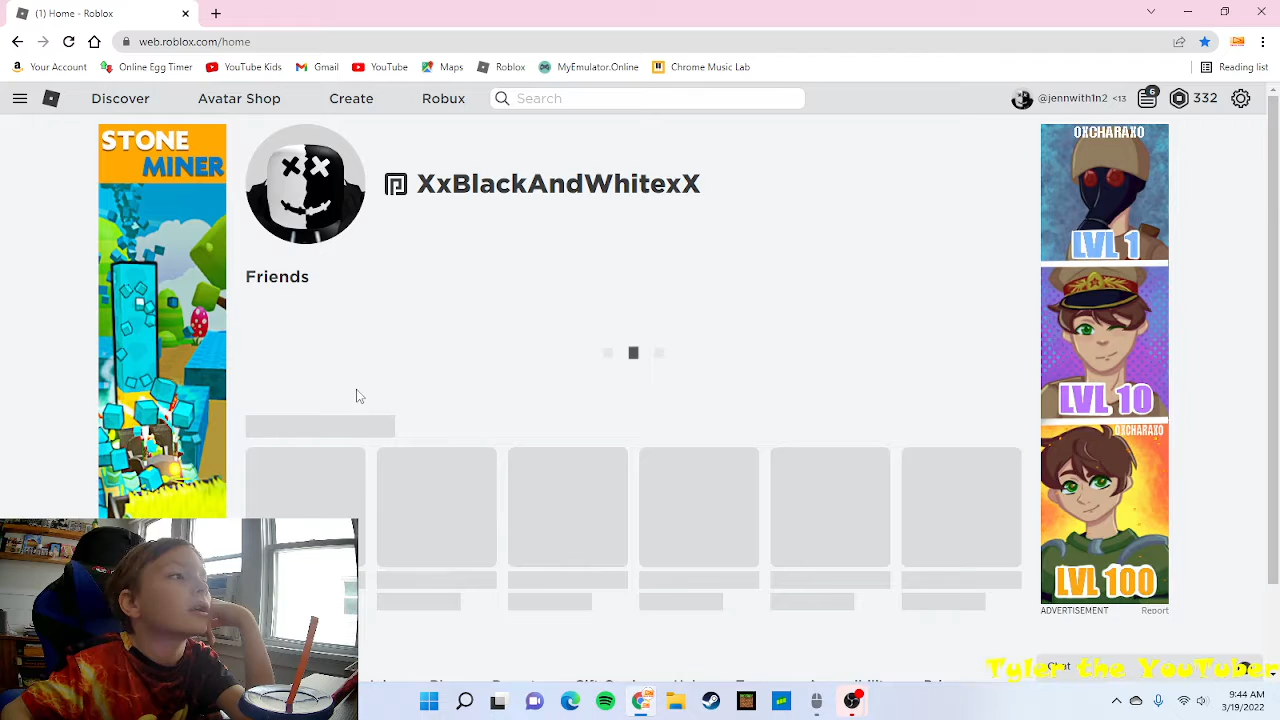 (1) Home - Roblox
web.roblox.com/home
Your Account
Online Egg Timer
YouTube Kids
Gmail
YouTube
Maps
Roblox
MyEmulator.Online
Chrome Music Lab
Reading list
Discover
Avatar Shop
Create
Robux
Search
@jennwith1n2 <13
6
332
STONE
MINER
XxBlackAndWhitexX
Friends
OXCHARAXO
LVL 1
LVL 10
OXCHARAXO
LVL 100
ADVERTISEMENT
Report
Tyler the YouTuber
9:44 AM
3/19/2022